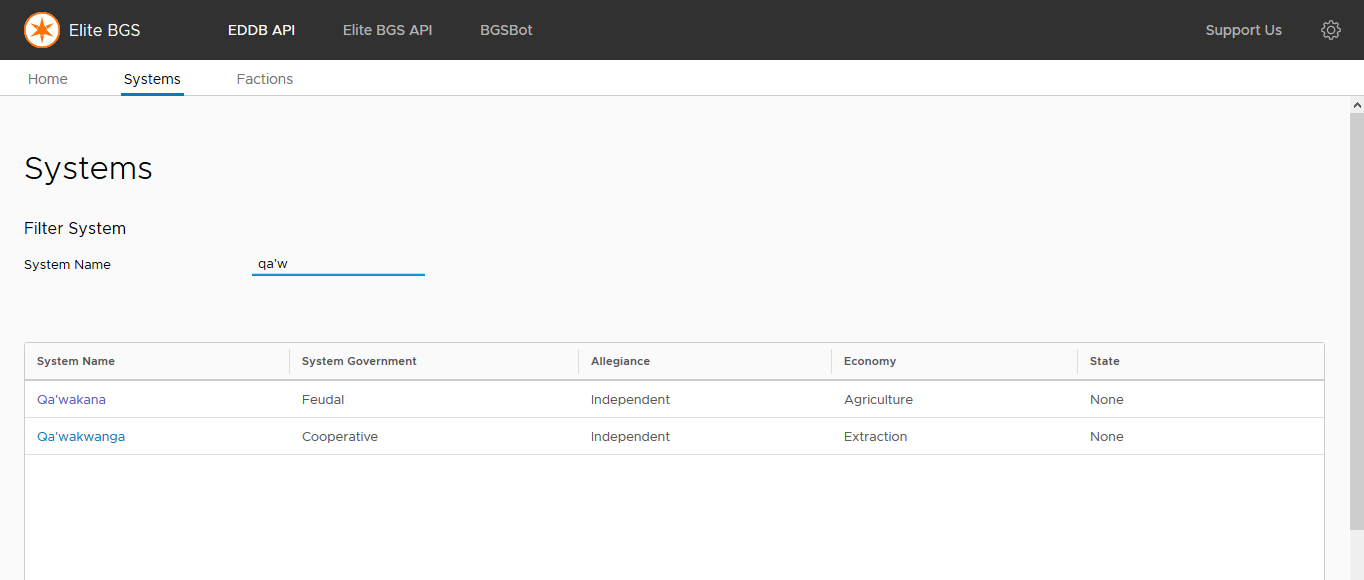 Elite BGS EDDB API Elite BGS API BGSBot Support Us
Home Systems Factions
Systems
Filter System
System Name qa'w
System Name System Government Allegiance Economy State
Qa'wakana Feudal Independent Agriculture None
Qa'wakwanga Cooperative Independent Extraction None